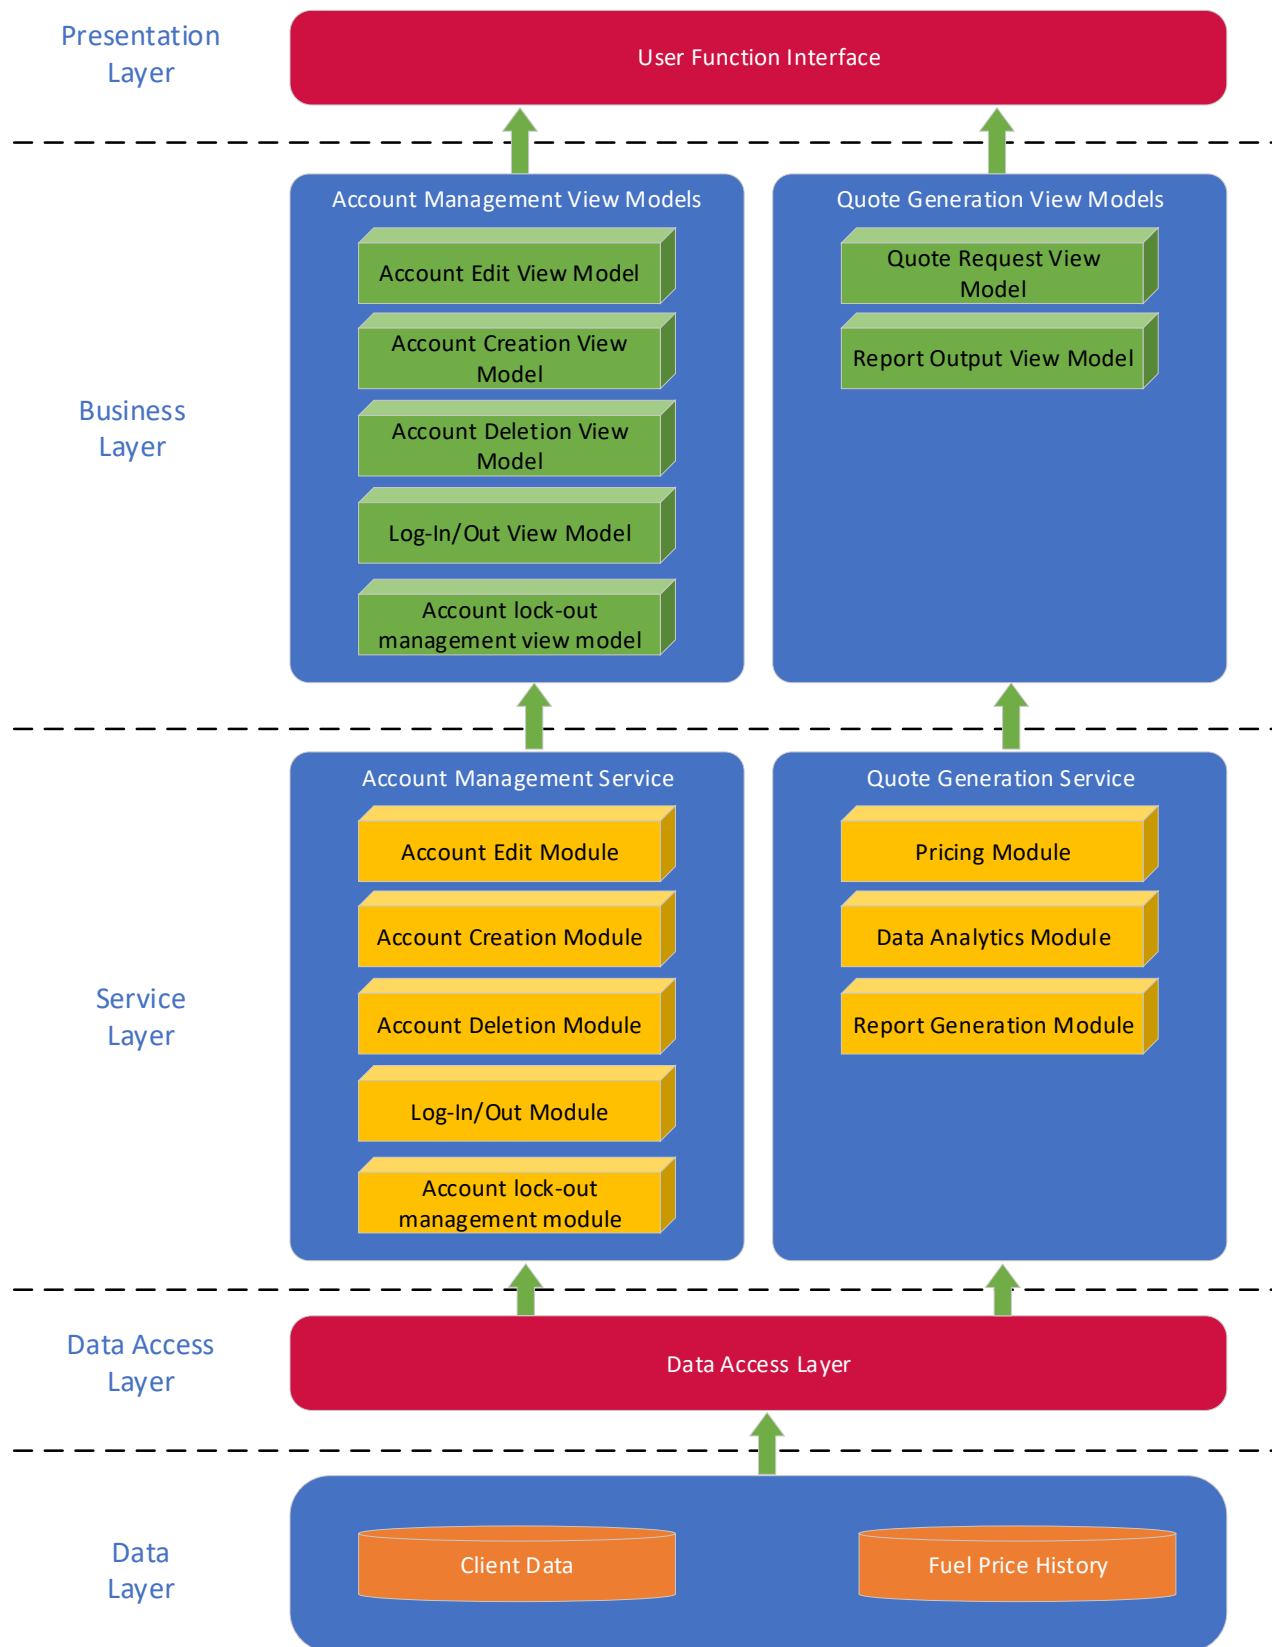 Presentation
Layer
User Function Interface
Business
Layer
Account Management View Models
Account Edit View Model
Account Creation View
Model
Account Deletion View
Model
Log-In/Out View Model
Account lock-out
management view model
Quote Generation View Models
Quote Request View
Model
Report Output View Model
Service
Layer
Account Management Service
Account Edit Module
Account Creation Module
Account Deletion Module
Log-In/Out Module
Account lock-out
management module
Quote Generation Service
Pricing Module
Data Analytics Module
Report Generation Module
Data Access
Layer
Data Access Layer
Data
Layer
Client Data
Fuel Price History